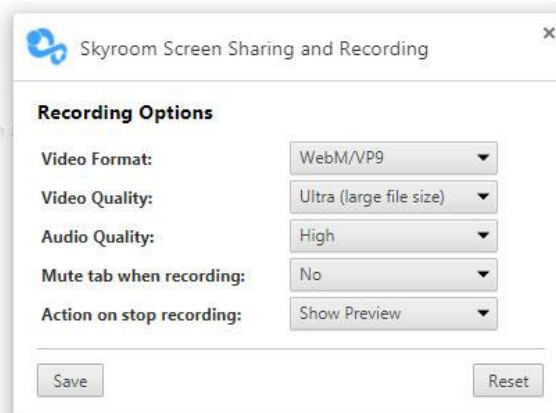 Skyroom Screen Sharing and Recording
Recording Options
Video Format: WebM/VP9
Video Quality: Ultra (large file size)
Audio Quality: High
Mute tab when recording: No
Action on stop recording: Show Preview
Save Reset